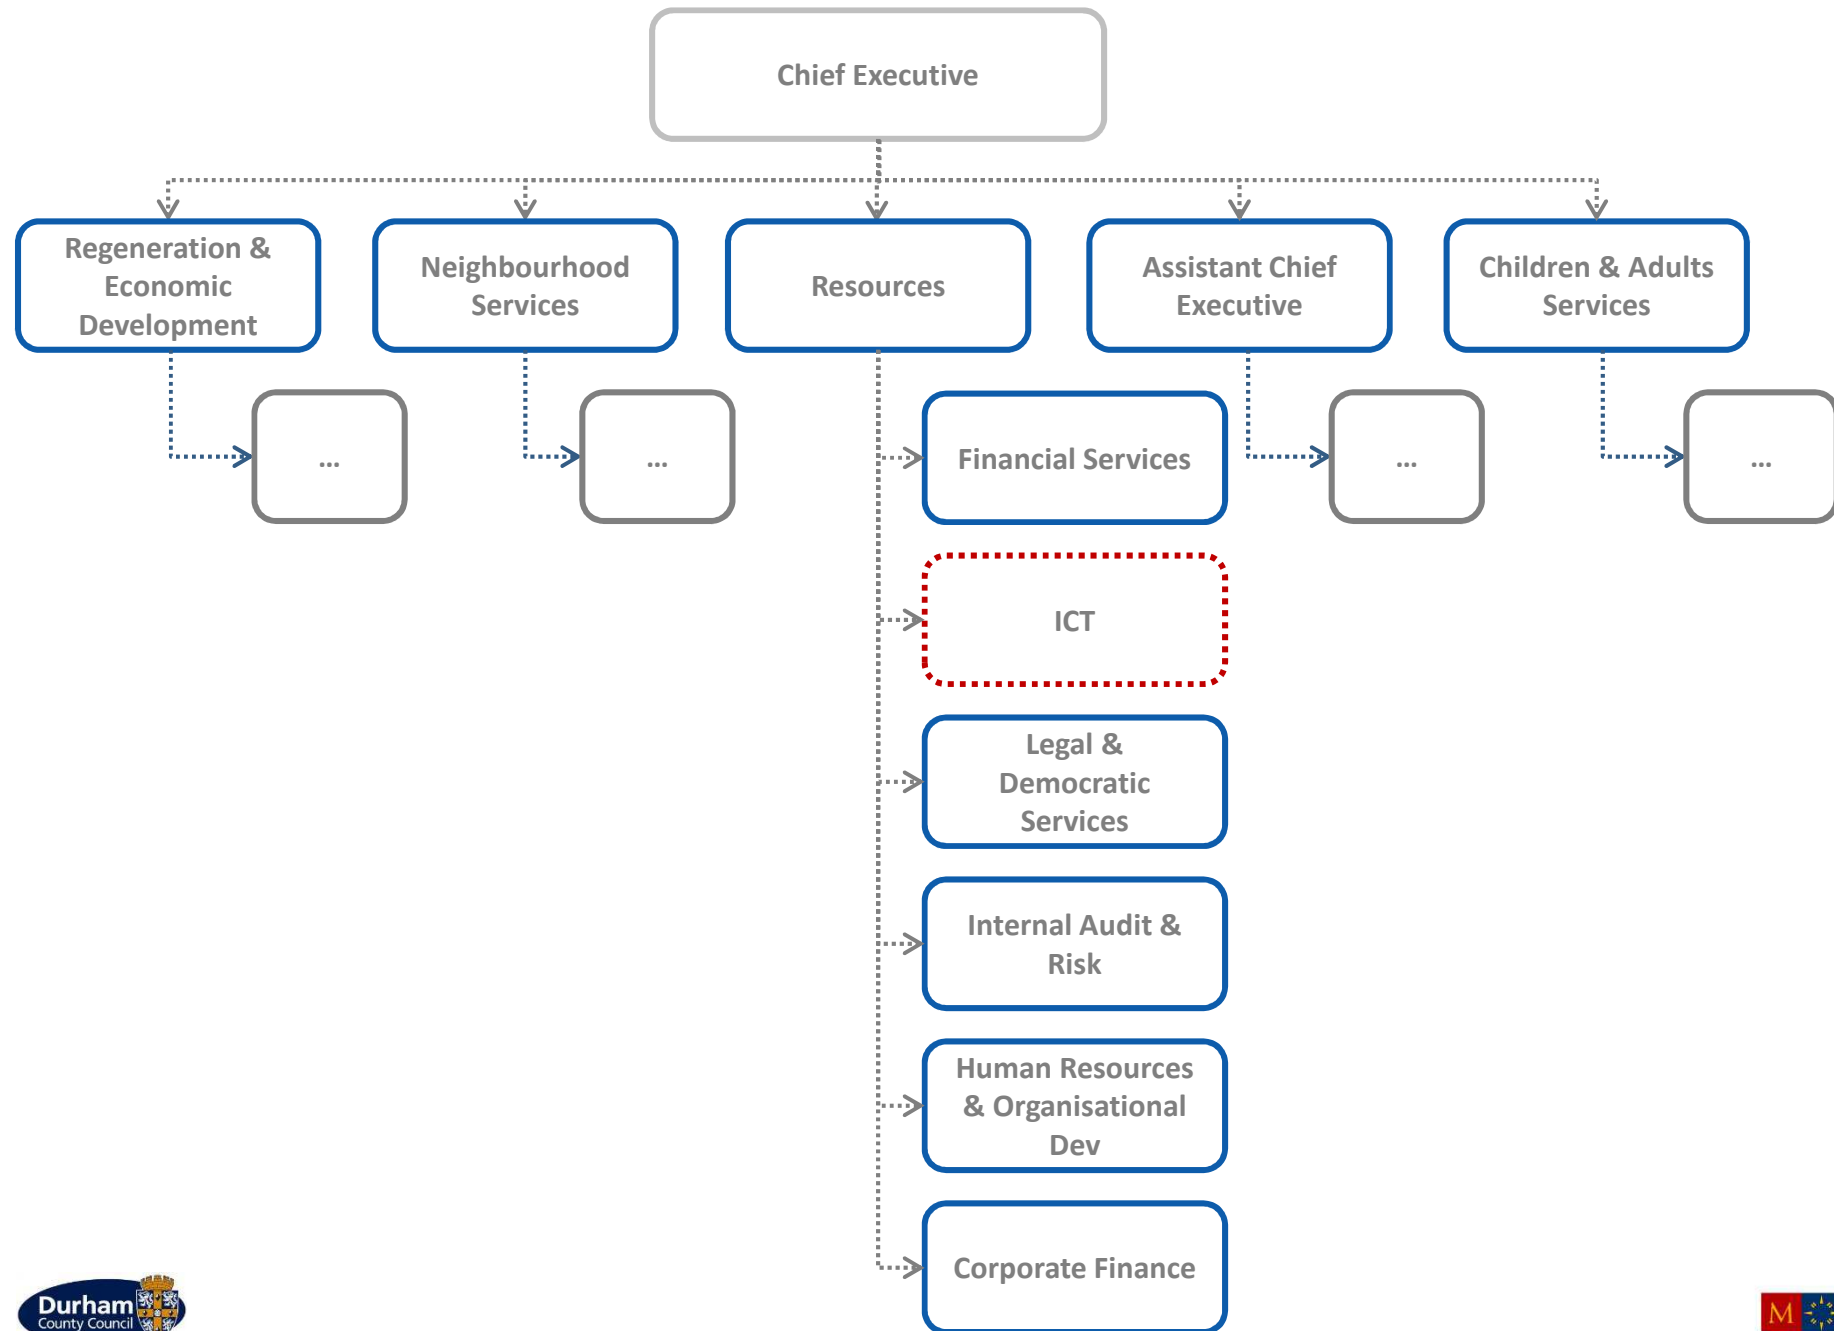 Chief Executive
Regeneration &
Economic
Development
Neighbourhood
Services
Resources
Assistant Chief
Executive
Children & Adults
Services
...
...
Financial Services
...
...
ICT
Legal &
Democratic
Services
Internal Audit &
Risk
Human Resources
& Organisational
Dev
Corporate Finance
Durham
County Council
M